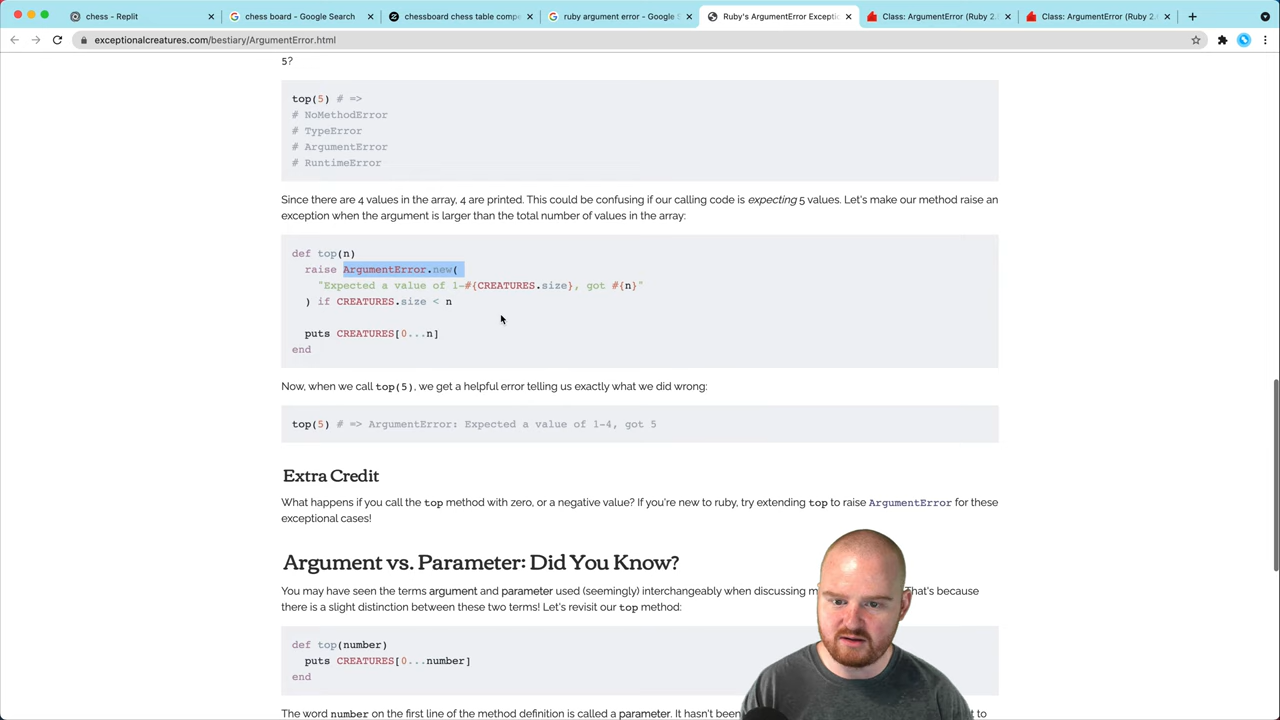 chess - Replit
chess board - Google Search
chessboard chess table compe
ruby argument error - Google S
Ruby's ArgumentError Excepti
Class: ArgumentError (Ruby 2.
Class: ArgumentError (Ruby 2.
exceptionalcreatures.com/bestiary/ArgumentError.html
5?
top(5) # =>
# NoMethodError
# TypeError
# ArgumentError
# RuntimeError
Since there are 4 values in the array, 4 are printed. This could be confusing if our calling code is expecting 5 values. Let's make our method raise an
exception when the argument is larger than the total number of values in the array:
def top(n)
raise ArgumentError.new(
"Expected a value of 1-#{CREATURES.size}, got #{n}"
) if CREATURES.size < n
puts CREATURES[0...n]
end
Now, when we call top(5), we get a helpful error telling us exactly what we did wrong:
top(5) # => ArgumentError: Expected a value of 1-4, got 5
Extra Credit
What happens if you call the top method with zero, or a negative value? If you're new to ruby, try extending top to raise ArgumentError for these
exceptional cases!
Argument vs. Parameter: Did You Know?
You may have seen the terms argument and parameter used (seemingly) interchangeably when discussing m That's because
there is a slight distinction between these two terms! Let's revisit our top method:
def top(number)
puts CREATURES[0...number]
end
The word number on the first line of the method definition is called a parameter. It hasn't been to